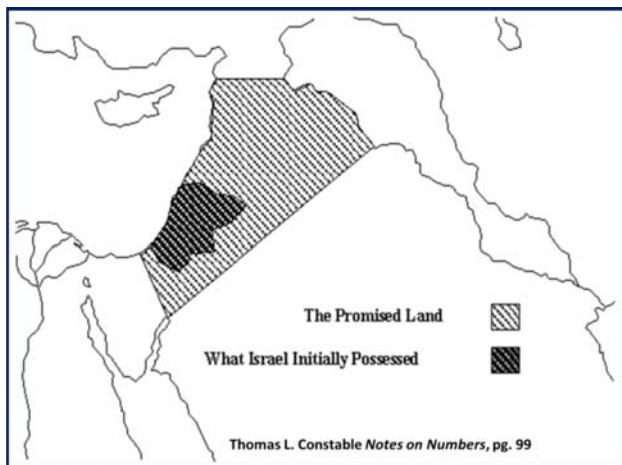 The Promised Land
What Israel Initially Possessed
Thomas L. Constable Notes on Numbers, pg. 99